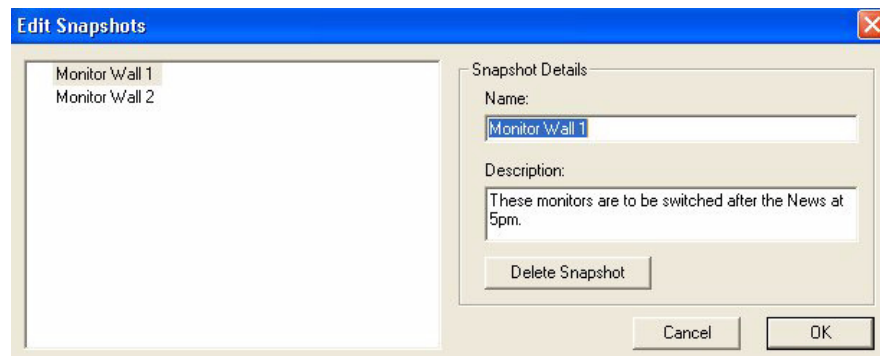 Edit Snapshots
Monitor Wall 1
Monitor Wall 2
Snapshot Details
Name:
Monitor Wall 1
Description:
These monitors are to be switched after the News at
5pm.
Delete Snapshot
Cancel
OK